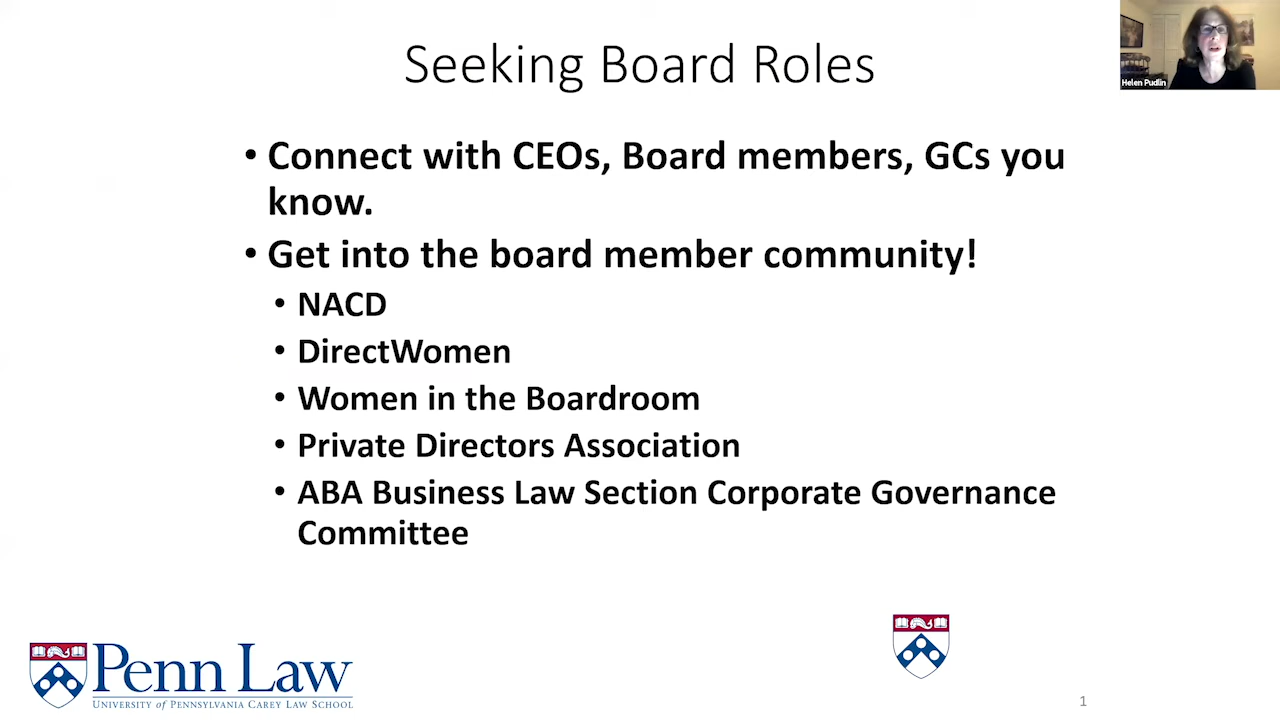 Seeking Board Roles
Helen Pudlin
• Connect with CEOs, Board members, GCs you
know.
• Get into the board member community!
• NACD
• DirectWomen
• Women in the Boardroom
• Private Directors Association
• ABA Business Law Section Corporate Governance
Committee
Penn Law
UNIVERSITY of PENNSYLVANIA CAREY LAW SCHOOL
1